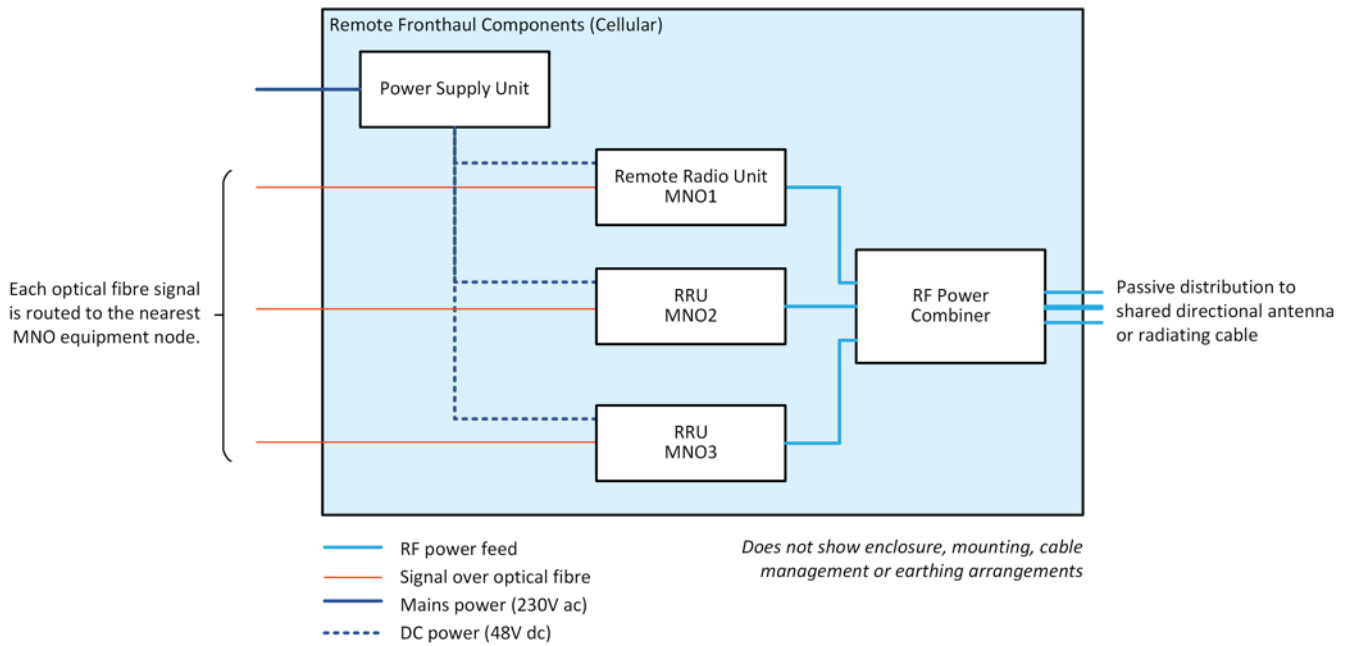 Remote Fronthaul Components (Cellular)
Power Supply Unit
Remote Radio Unit
MNO1
RRU
MNO2
RRU
MNO3
RF Power
Combiner
Each optical fibre signal
is routed to the nearest
MNO equipment node.
Passive distribution to
shared directional antenna
or radiating cable
RF power feed
Signal over optical fibre
Mains power (230V ac)
DC power (48V dc)
Does not show enclosure, mounting, cable
management or earthing arrangements